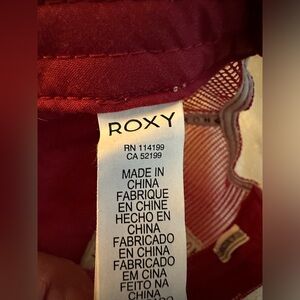 ROXY
RN 114199
CA 52199
MADE IN
CHINA
FABRIQUE
EN CHINE
HECHO EN
CHINA
FABRICADO
EN CHINA
FABRICADO
EM CINA
FEITO NA
CHINA